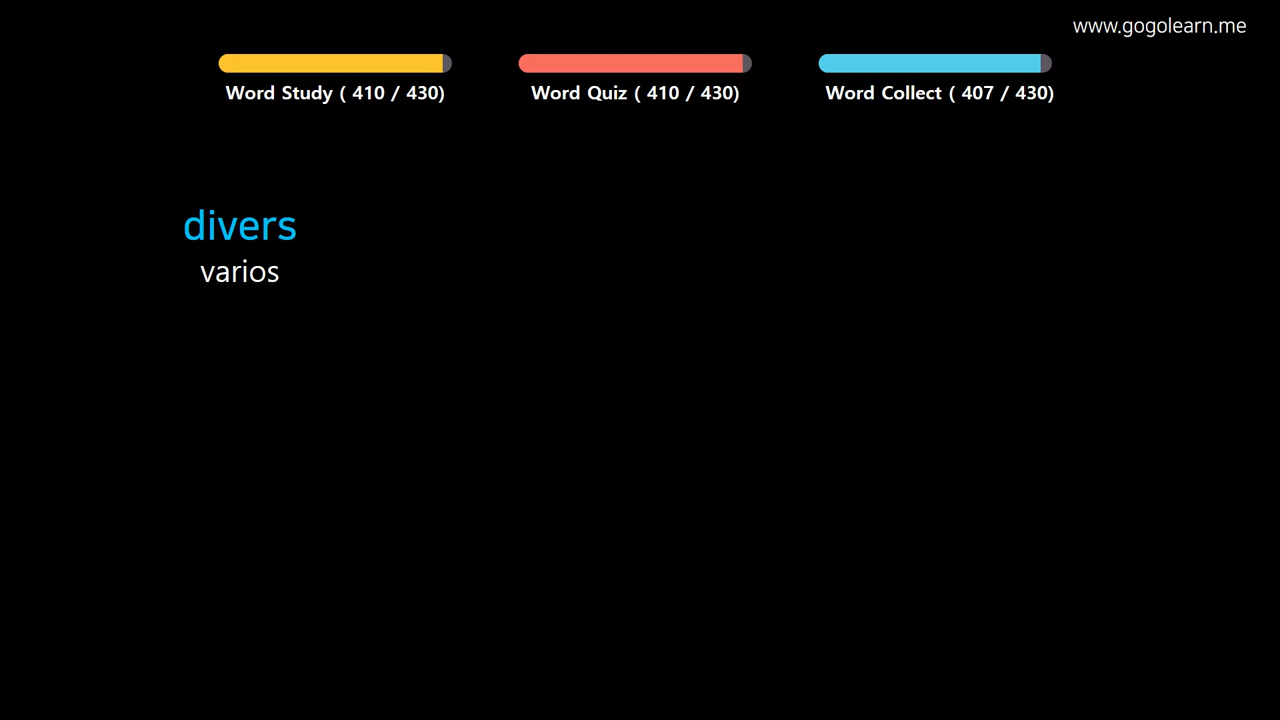 www.gogolearn.me
Word Study ( 410 / 430)
Word Quiz ( 410 / 430)
Word Collect ( 407 / 430)
divers
varios